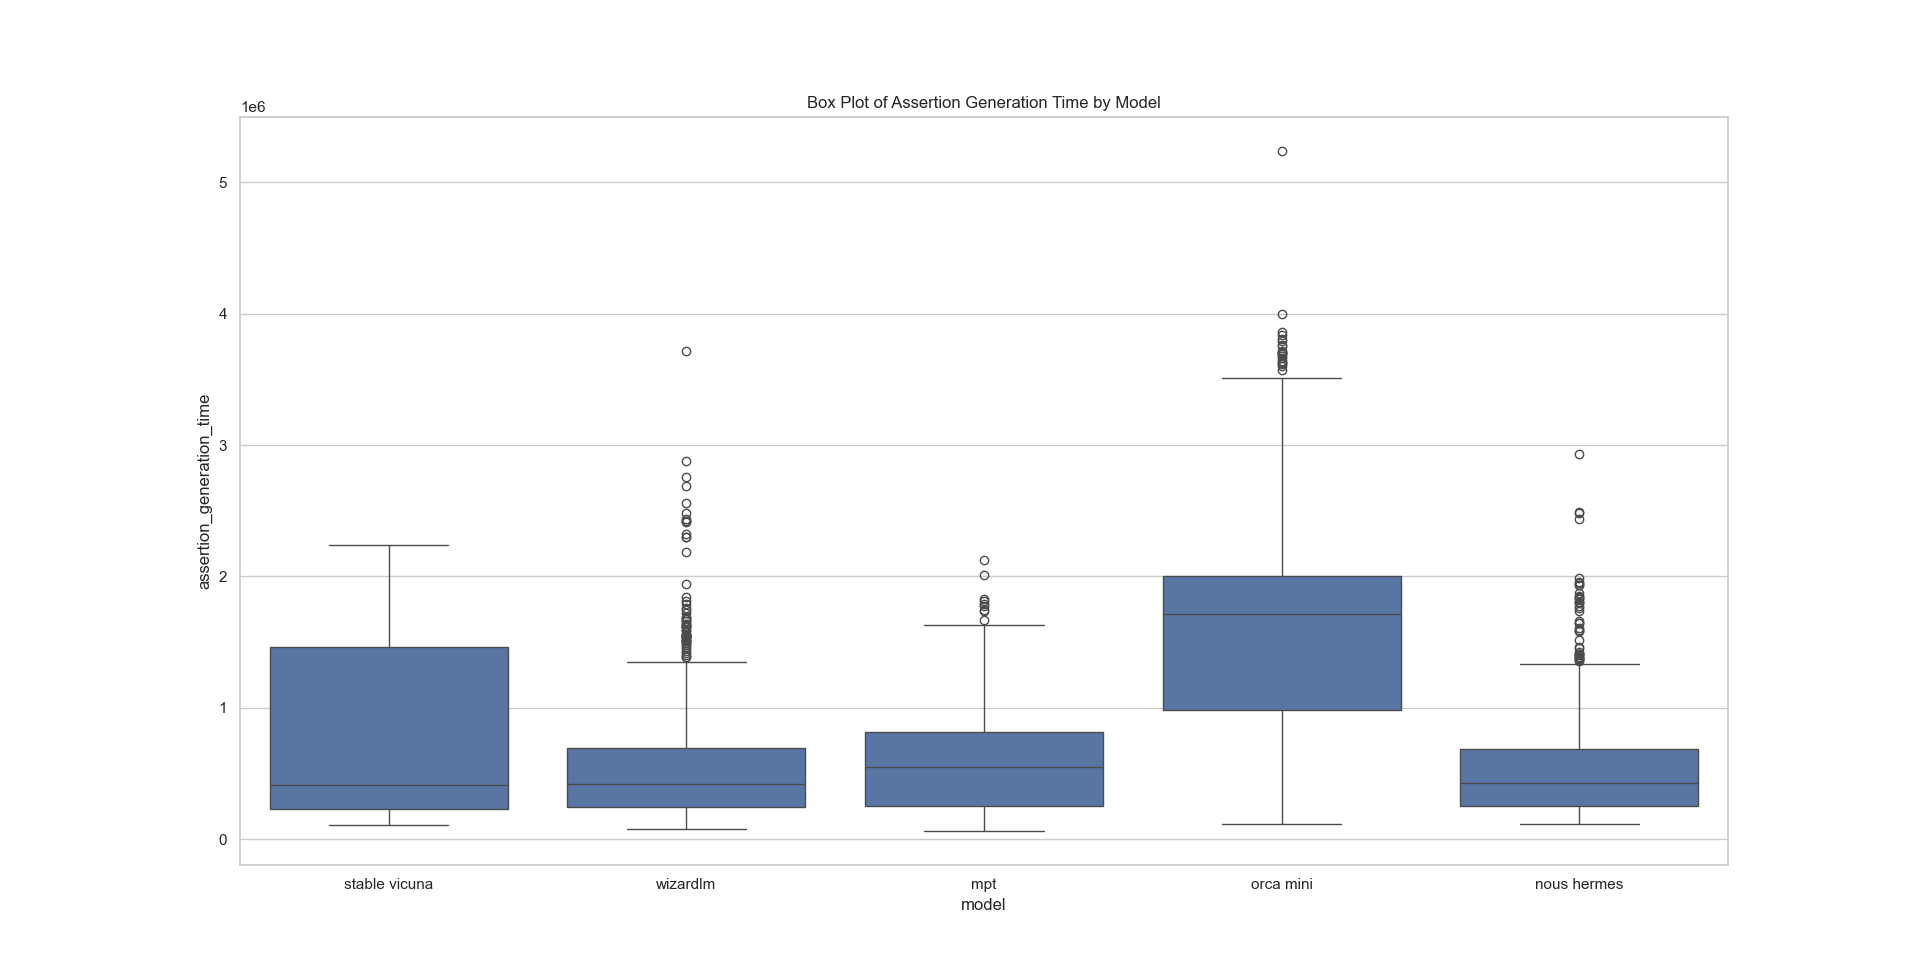 Box Plot of Assertion Generation Time by Model
1e6
5
4
3
2
1
0
assertion_generation_time
stable vicuna
wizardlm
mpt
orca mini
nous hermes
model